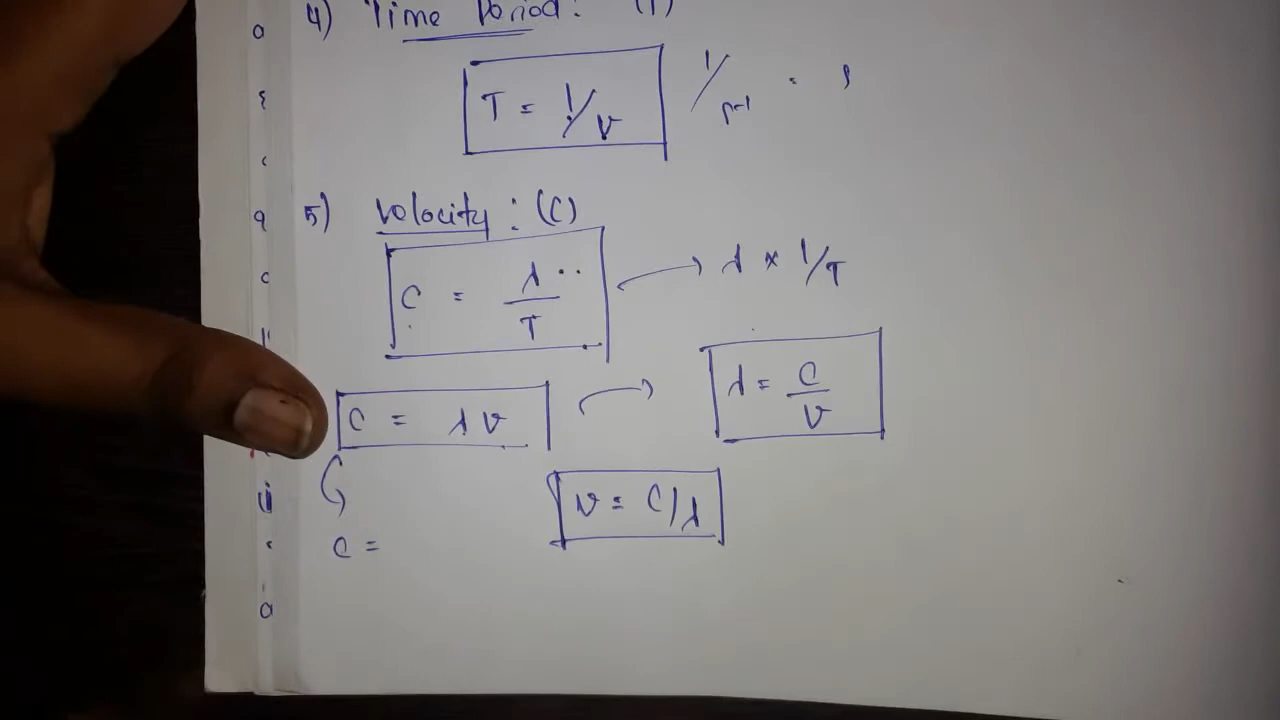 4) Time Period : (T)
T = 1/ν
5) Velocity : (C)
C = λ/T → λ × 1/T
C = λν → λ = C/ν
ν = C/λ
C =